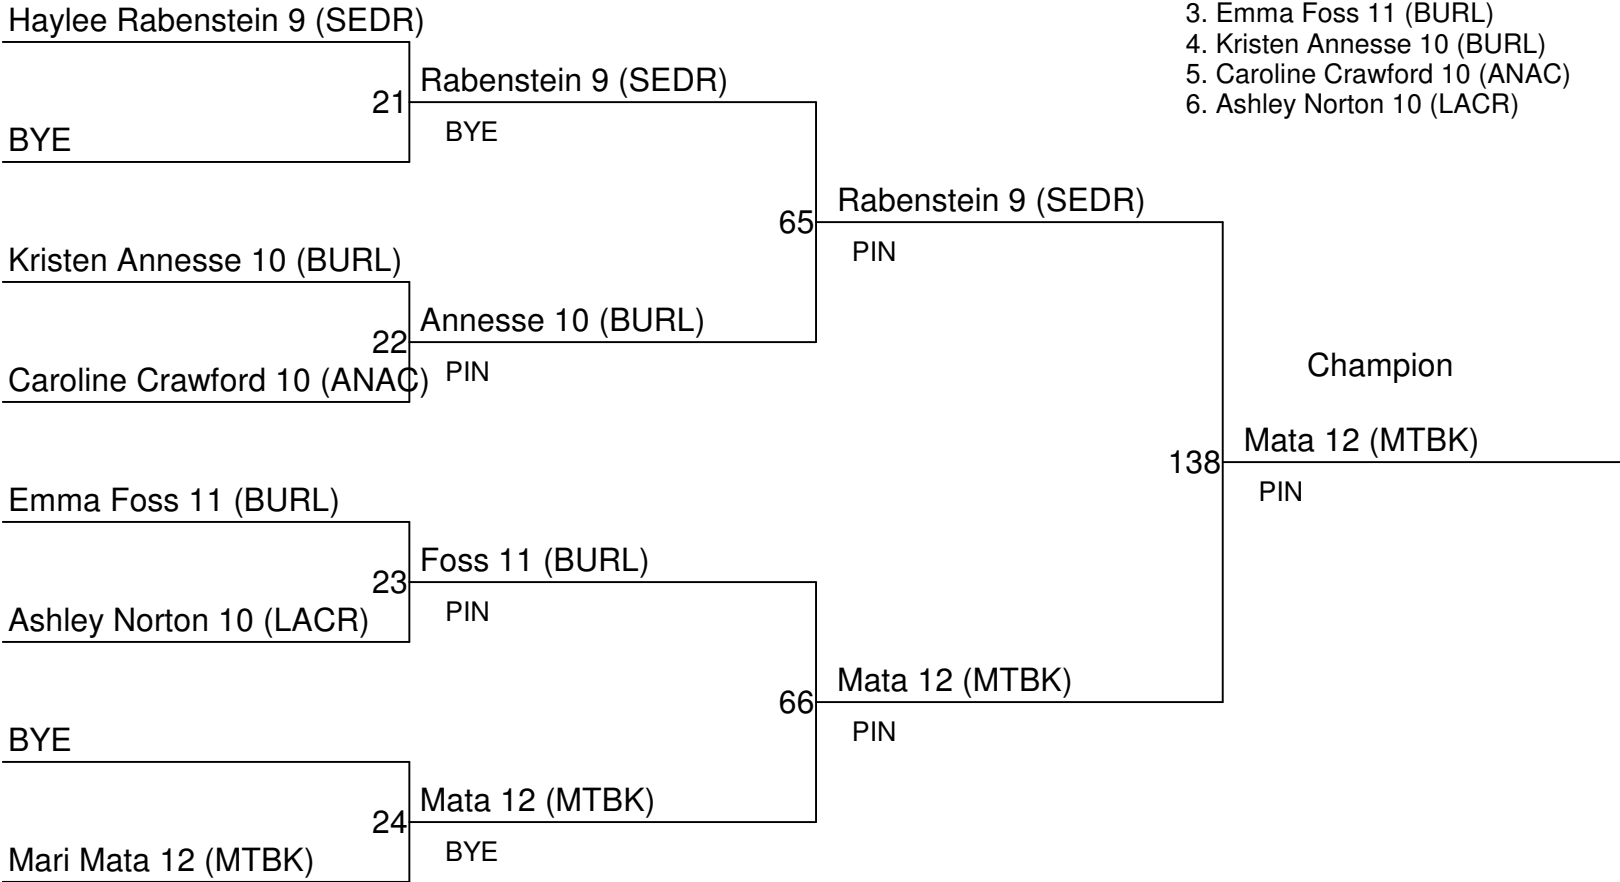 Haylee Rabenstein 9 (SEDR)
3. Emma Foss 11 (BURL)
4. Kristen Annesse 10 (BURL)
5. Caroline Crawford 10 (ANAC)
6. Ashley Norton 10 (LACR)
Rabenstein 9 (SEDR)
21
BYE
BYE
Rabenstein 9 (SEDR)
65
PIN
Kristen Annesse 10 (BURL)
Annesse 10 (BURL)
22
PIN
Caroline Crawford 10 (ANAC)
Champion
Mata 12 (MTBK)
138
PIN
Emma Foss 11 (BURL)
Foss 11 (BURL)
23
PIN
Ashley Norton 10 (LACR)
Mata 12 (MTBK)
66
PIN
BYE
Mata 12 (MTBK)
24
BYE
Mari Mata 12 (MTBK)